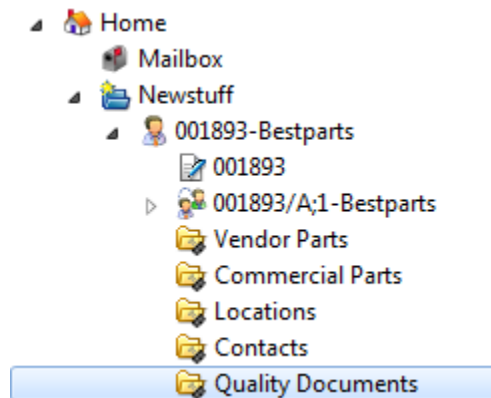 Home
Mailbox
Newstuff
001893-Bestparts
001893
001893/A;1-Bestparts
Vendor Parts
Commercial Parts
Locations
Contacts
Quality Documents